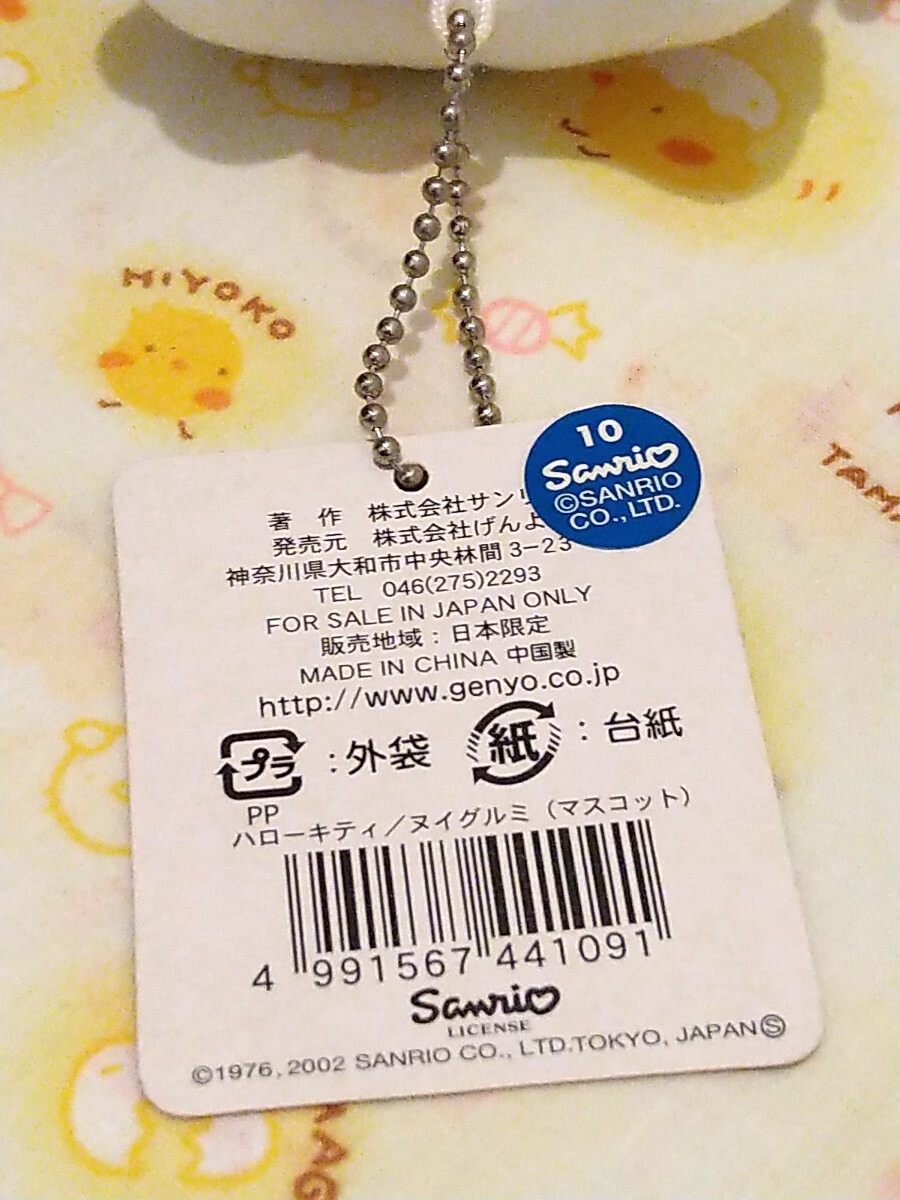 MIYOKO
TAMA
10
Sanrio
©SANRIO
CO.,LTD.
著 作 株式会社サンリ
発売元 株式会社げんよ
神奈川県大和市中央林間3-23
TEL 046(275)2293
FOR SALE IN JAPAN ONLY
販売地域:日本限定
MADE IN CHINA 中国製
http://www.genyo.co.jp
プラ :外袋 紙 :台紙
PP
ハローキティ/ヌイグルミ(マスコット)
4 991567 441091
Sanrio
LICENSE
©1976,2002 SANRIO CO., LTD.TOKYO, JAPAN Ⓢ
NAG